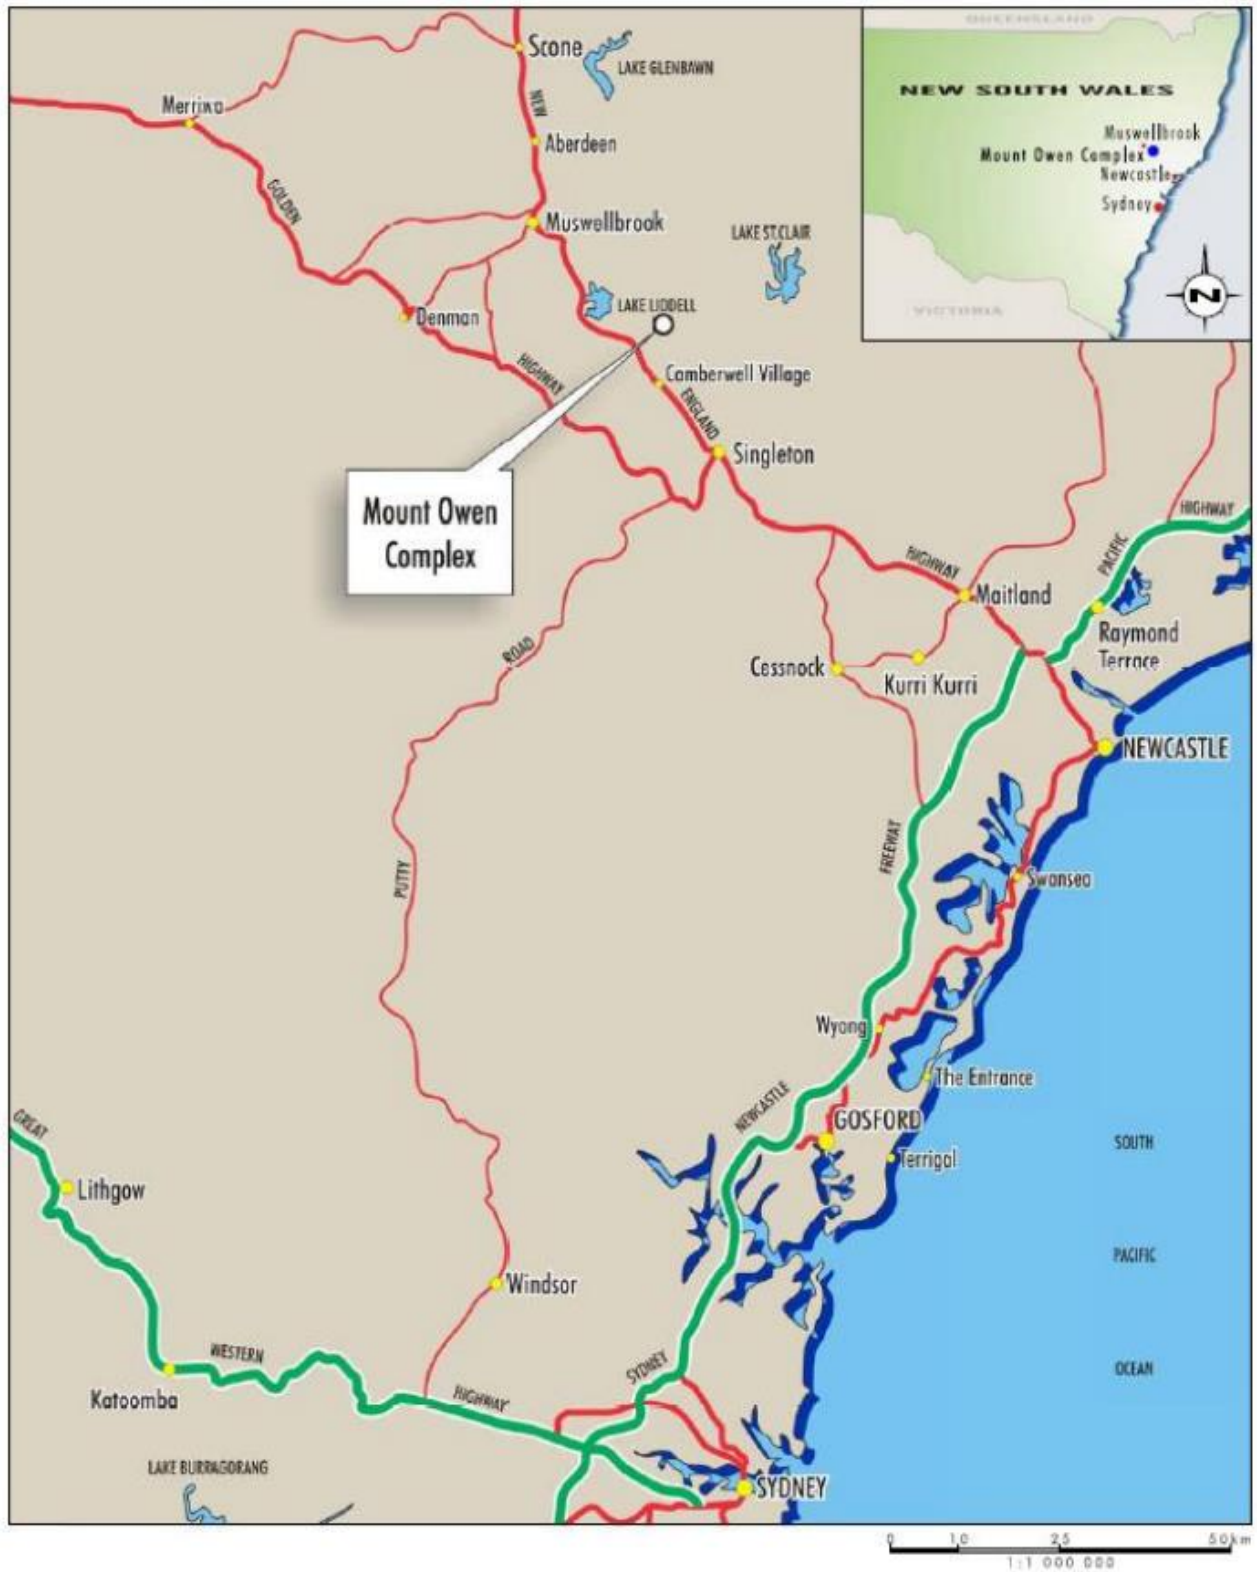 QUEENSLAND
NEW SOUTH WALES
Muswellbrook
Mount Owen Complex
Newcastle
Sydney
VICTORIA
N
Scone
LAKE GLENBAWN
NEW
Merriwa
Aberdeen
GOLDEN
Muswellbrook
LAKE ST.CLAIR
LAKE LIDDELL
Denman
HIGHWAY
Camberwell Village
ENGLAND
Singleton
Mount Owen
Complex
HIGHWAY
PACIFIC
HIGHWAY
Maitland
Raymond
Terrace
ROAD
Cessnock
Kurri Kurri
NEWCASTLE
FREEWAY
PUTTY
Swansea
Wyong
The Entrance
NEWCASTLE
GOSFORD
GREAT
SOUTH
Terrigal
Lithgow
PACIFIC
Windsor
WESTERN
SYDNEY
OCEAN
Katoomba
HIGHWAY
LAKE BURRAGORANG
SYDNEY
0 10 25 50km
1:1 000 000